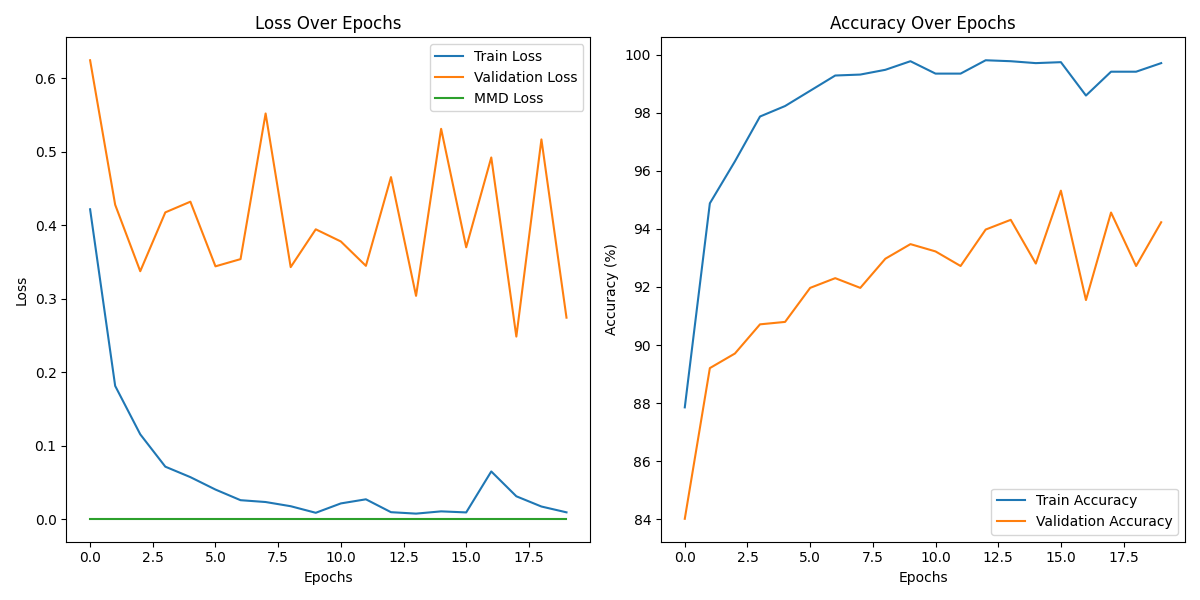 Loss Over Epochs
Train Loss
Validation Loss
MMD Loss
Loss
0.6
0.5
0.4
0.3
0.2
0.1
0.0
0.0 2.5 5.0 7.5 10.0 12.5 15.0 17.5
Epochs
Accuracy Over Epochs
Accuracy (%)
100
98
96
94
92
90
88
86
84
Train Accuracy
Validation Accuracy
0.0 2.5 5.0 7.5 10.0 12.5 15.0 17.5
Epochs